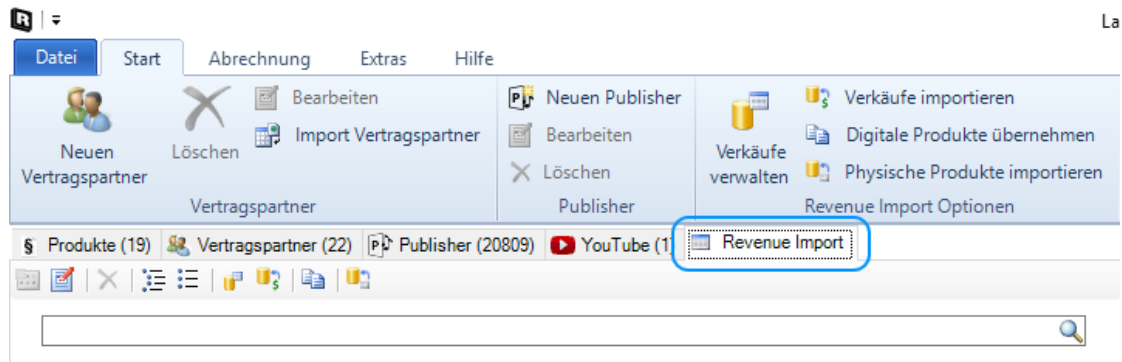 La
Datei Start Abrechnung Extras Hilfe
Neuen Vertragspartner
Löschen
Bearbeiten
Import Vertragspartner
Vertragspartner
Neuen Publisher
Bearbeiten
Löschen
Publisher
Verkäufe verwalten
Verkäufe importieren
Digitale Produkte übernehmen
Physische Produkte importieren
Revenue Import Optionen
§ Produkte (19) Vertragspartner (22) Publisher (20809) YouTube (1) Revenue Import